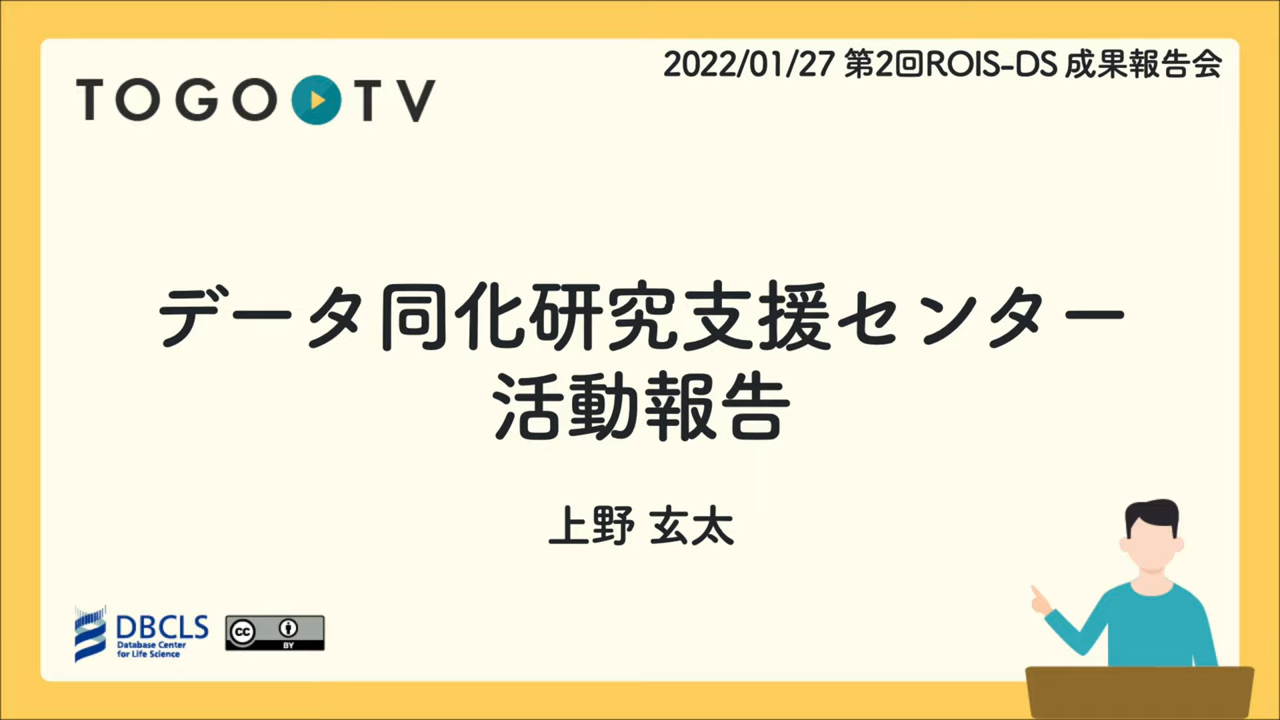 TOGO TV
2022/01/27 第2回ROIS-DS 成果報告会
データ同化研究支援センター
活動報告
上野 玄太
DBCLS
Database Center
for Life Science
cc
BY